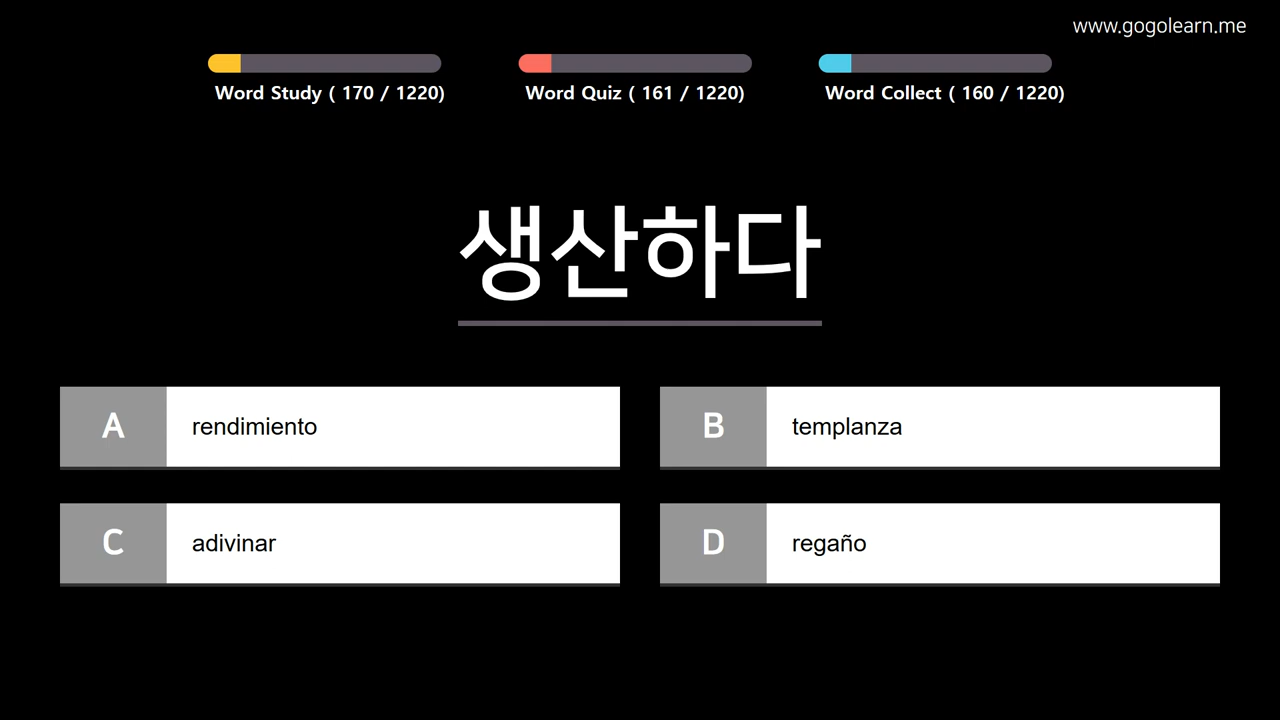 www.gogolearn.me
Word Study ( 170 / 1220)
Word Quiz ( 161 / 1220)
Word Collect ( 160 / 1220)
생산하다
A rendimiento
B templanza
C adivinar
D regaño